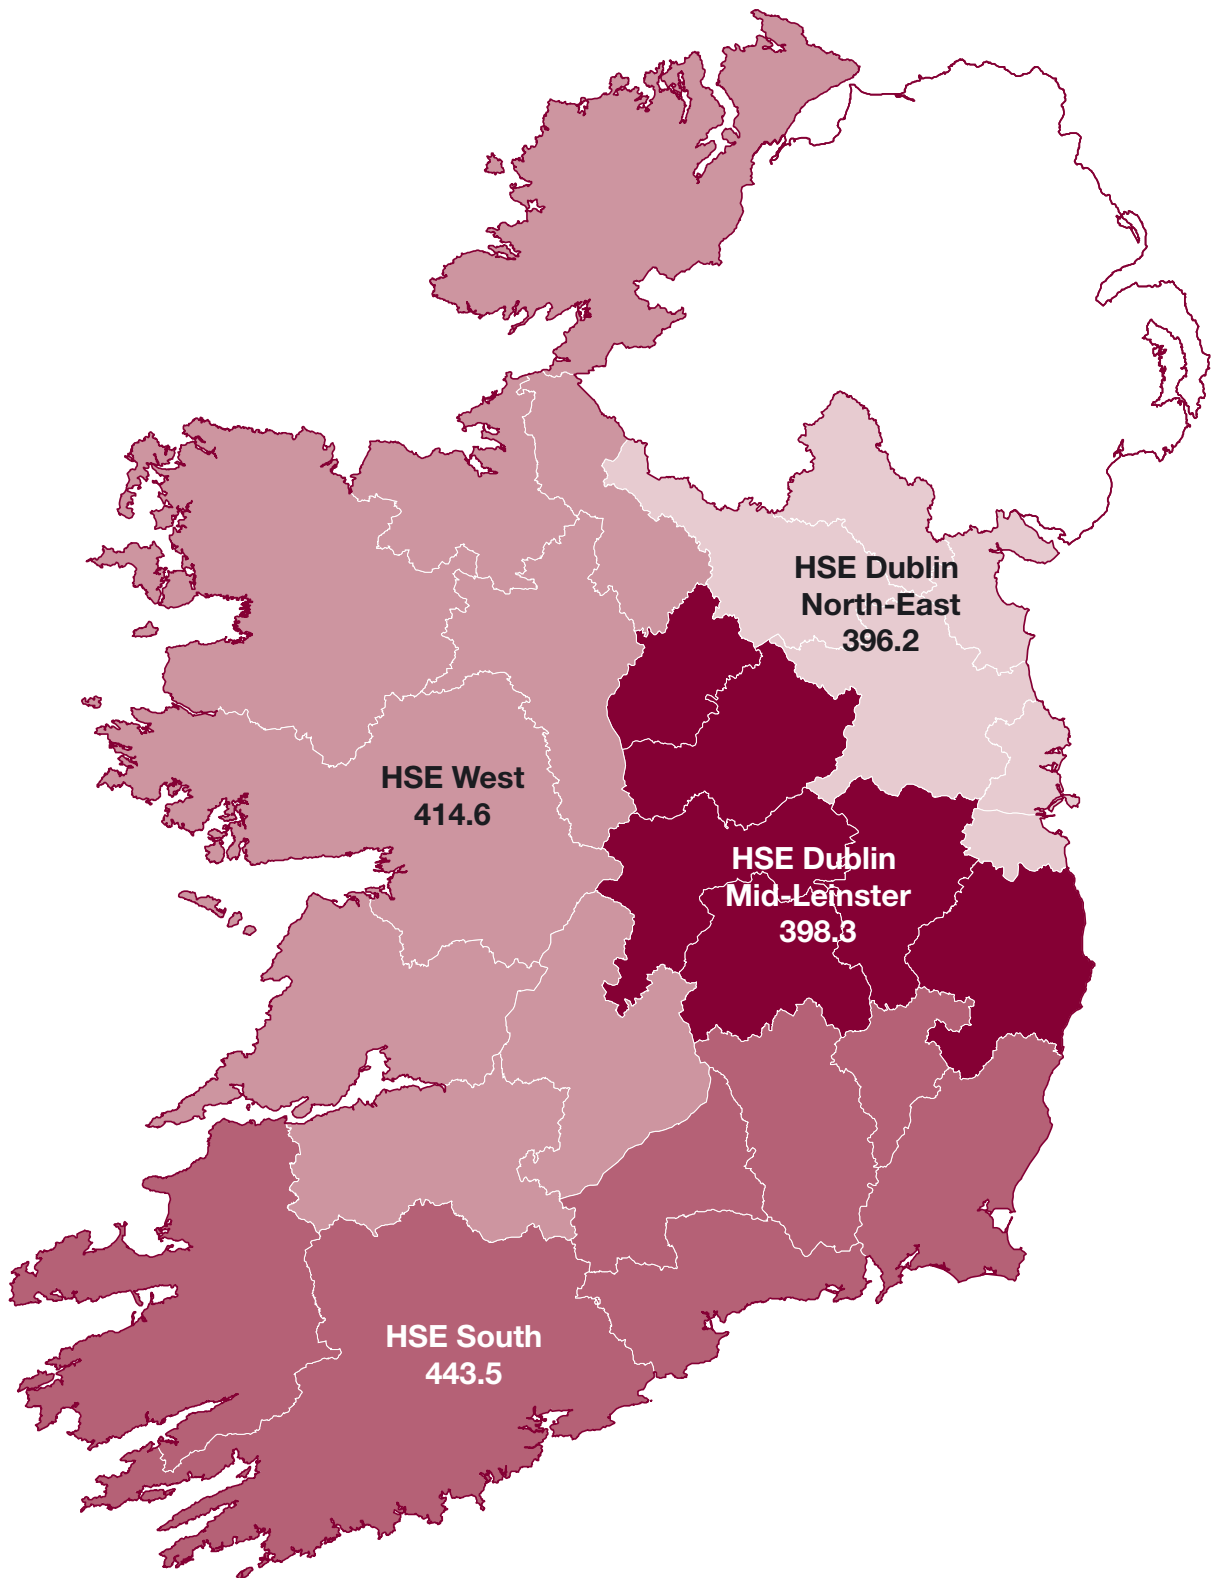 HSE Dublin
North-East
396.2
HSE West
414.6
HSE Dublin
Mid-Leinster
398.3
HSE South
443.5